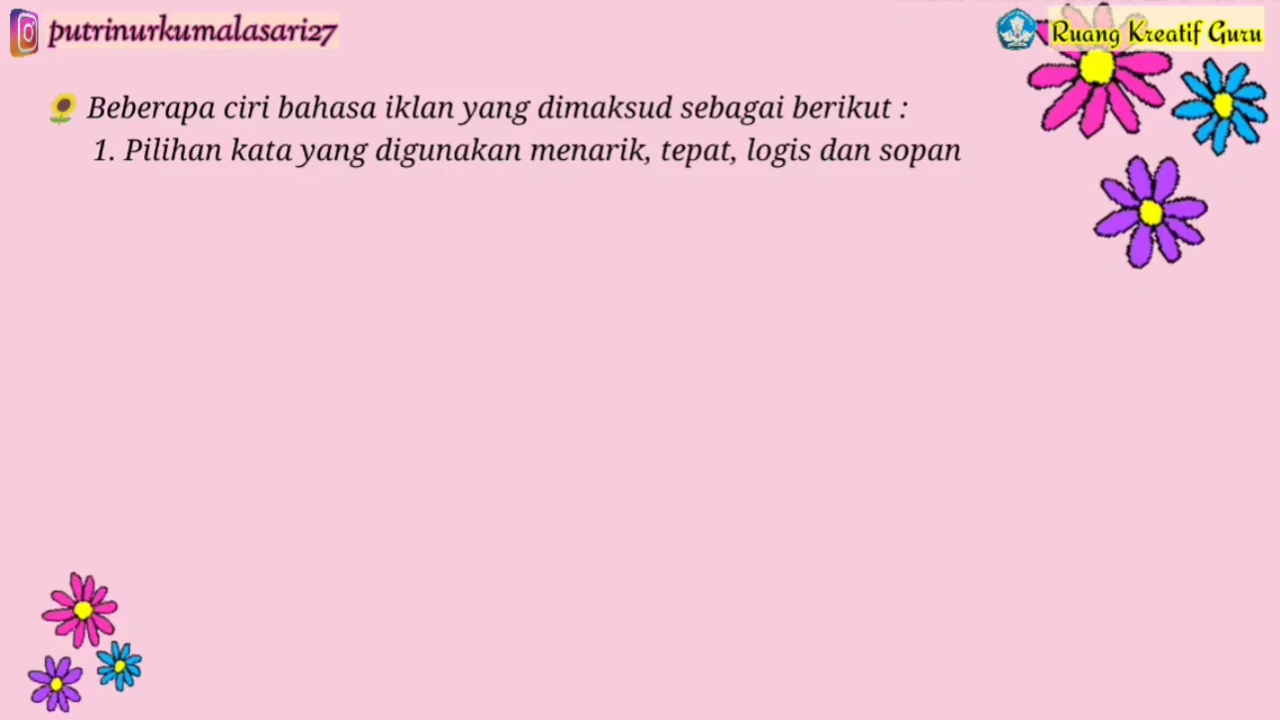 putrinurkumalasari27
Ruang Kreatif Guru
Beberapa ciri bahasa iklan yang dimaksud sebagai berikut :
1. Pilihan kata yang digunakan menarik, tepat, logis dan sopan